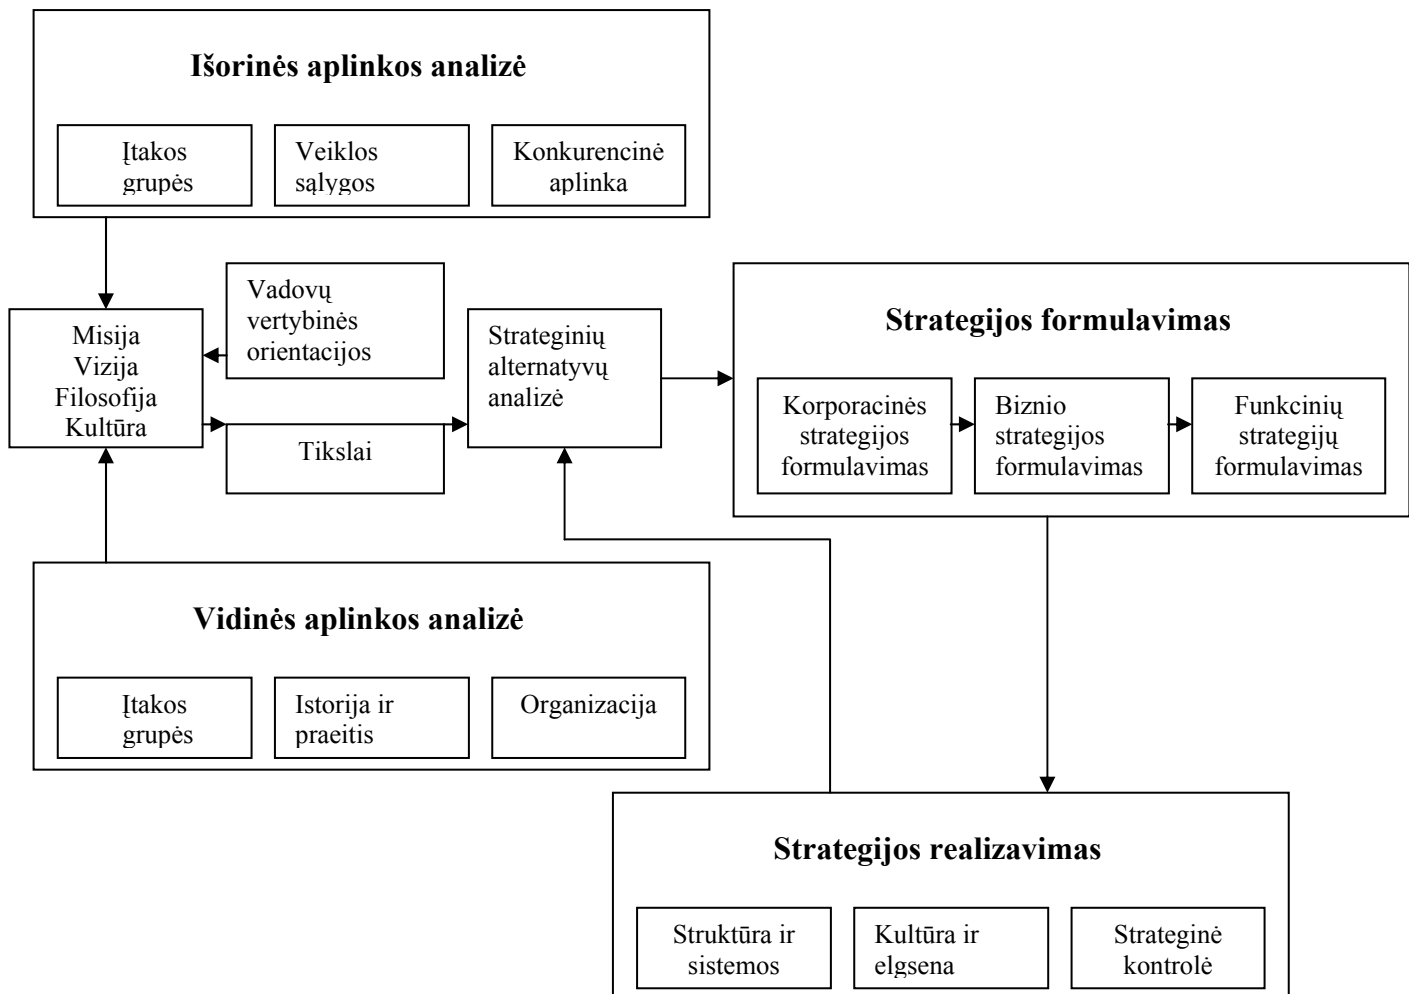 Išorinės aplinkos analizė
Įtakos
grupės
Veiklos
sąlygos
Konkurencinė
aplinka
Vadovų
vertybinės
orientacijos
Misija
Vizija
Filosofija
Kultūra
Tikslai
Strateginių
alternatyvų
analizė
Strategijos formulavimas
Korporacinės
strategijos
formulavimas
Biznio
strategijos
formulavimas
Funkcinių
strategijų
formulavimas
Vidinės aplinkos analizė
Įtakos
grupės
Istorija ir
praeitis
Organizacija
Strategijos realizavimas
Struktūra ir
sistemos
Kultūra ir
elgsena
Strateginė
kontrolė